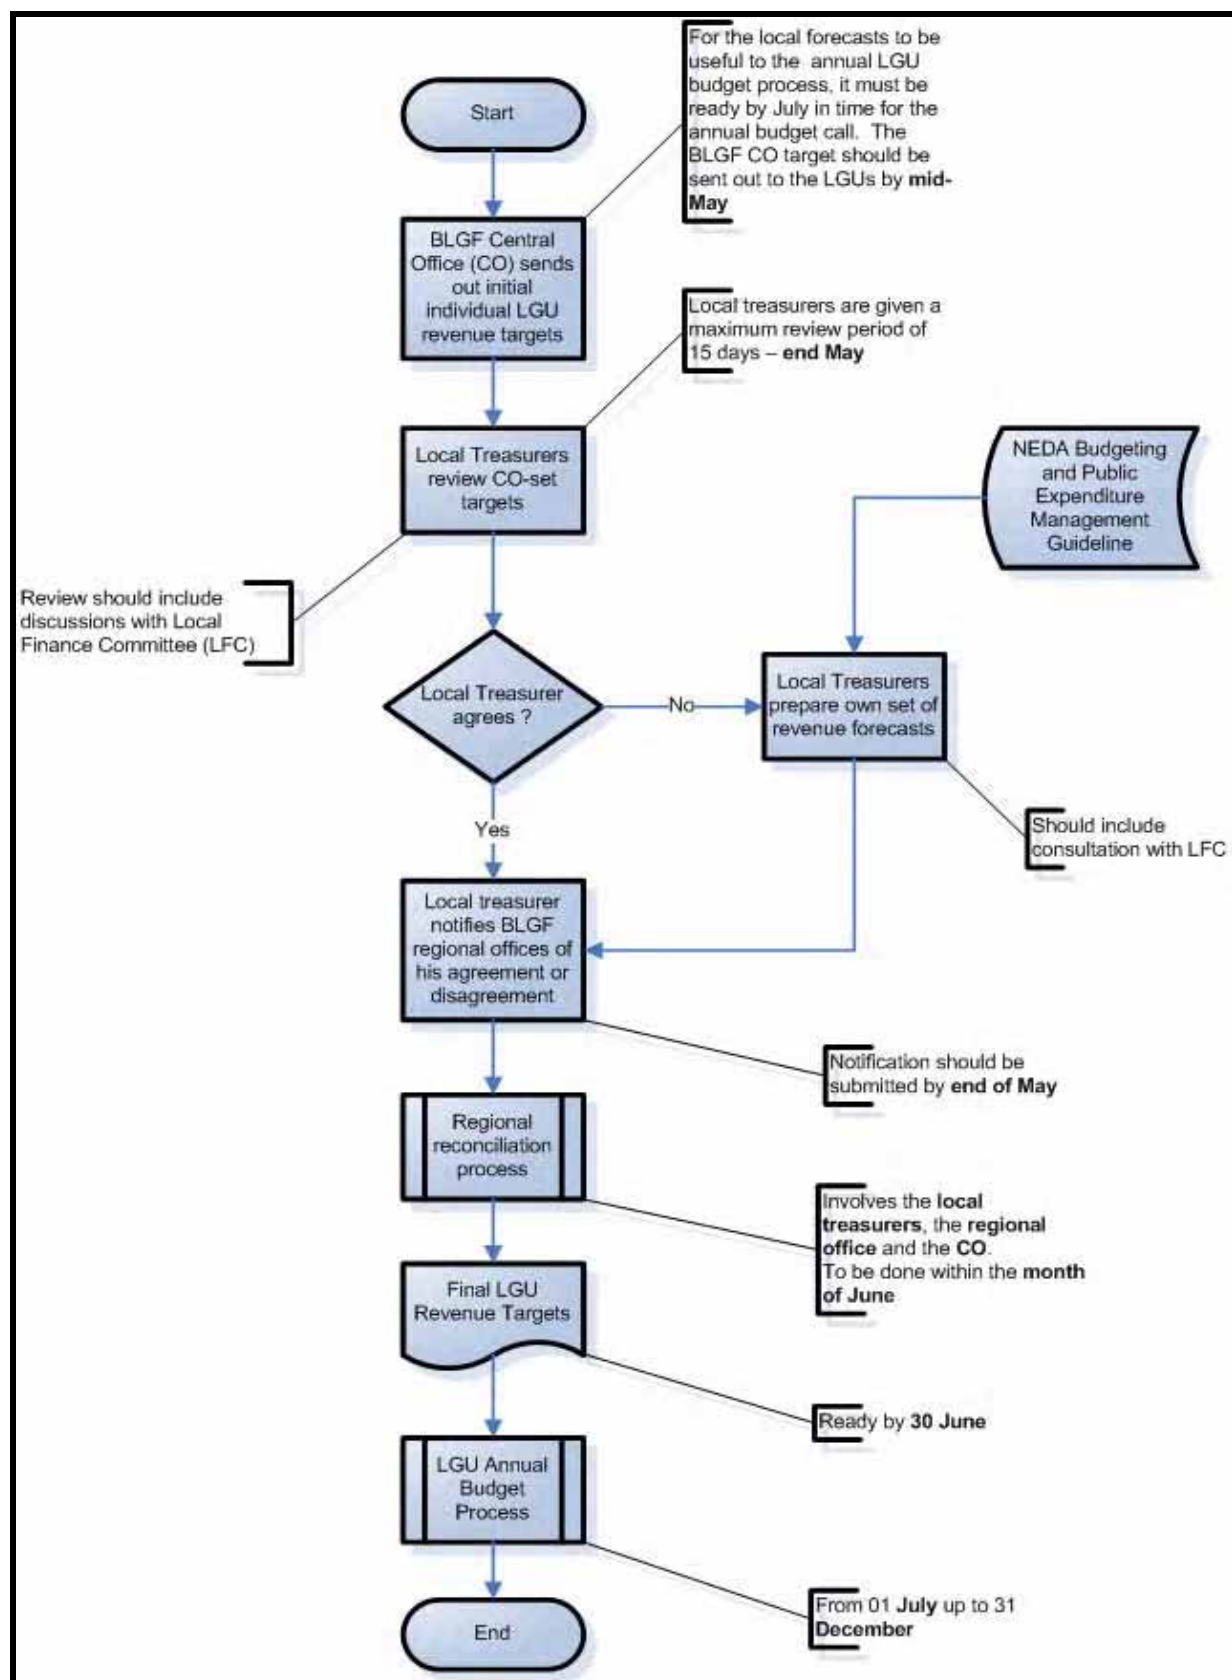 Start
For the local forecasts to be
useful to the annual LGU
budget process, it must be
ready by July in time for the
annual budget call. The
BLGF CO target should be
sent out to the LGUs by mid-
May
BLGF Central
Office (CO) sends
out initial
individual LGU
revenue targets
Local treasurers are given a
maximum review period of
15 days – end May
Local Treasurers
review CO-set
targets
NEDA Budgeting
and Public
Expenditure
Management
Guideline
Review should include
discussions with Local
Finance Committee (LFC)
Local Treasurer
agrees ?
No
Local Treasurers
prepare own set of
revenue forecasts
Yes
Should include
consultation with LFC
Local treasurer
notifies BLGF
regional offices of
his agreement or
disagreement
Notification should be
submitted by end of May
Regional
reconciliation
process
Involves the local
treasurers, the regional
office and the CO.
To be done within the month
of June
Final LGU
Revenue Targets
Ready by 30 June
LGU Annual
Budget
Process
From 01 July up to 31
December
End